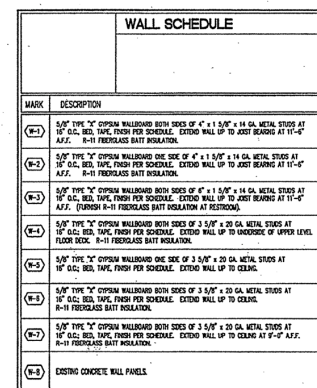 WALL SCHEDULE
MARK DESCRIPTION
W-1 5/8" TYPE "X" GYPSUM WALLBOARD BOTH SIDES OF 4" x 1 5/8" x 14 GA. METAL STUDS AT
16" O.C., BED, TAPE, FINISH PER SCHEDULE. EXTEND WALL UP TO JOIST BEARING AT 11'-6"
A.F.F. R-11 FIBERGLASS BATT INSULATION.
W-2 5/8" TYPE "X" GYPSUM WALLBOARD ONE SIDE OF 4" x 1 5/8" x 14 GA. METAL STUDS AT
16" O.C., BED, TAPE, FINISH PER SCHEDULE. EXTEND WALL UP TO JOIST BEARING AT 11'-6"
A.F.F. R-11 FIBERGLASS BATT INSULATION.
W-3 5/8" TYPE "X" GYPSUM WALLBOARD BOTH SIDES OF 6" x 1 5/8" x 14 GA. METAL STUDS AT
16" O.C., BED, TAPE, FINISH PER SCHEDULE. EXTEND WALL UP TO JOIST BEARING AT 11'-6"
A.F.F. (FURNISH R-11 FIBERGLASS BATT INSULATION AT RESTROOM).
W-4 5/8" TYPE "X" GYPSUM WALLBOARD BOTH SIDES OF 3 5/8" x 20 GA. METAL STUDS AT
16" O.C., BED, TAPE, FINISH PER SCHEDULE. EXTEND WALL UP TO UNDERSIDE OF UPPER LEVEL
FLOOR DECK. R-11 FIBERGLASS BATT INSULATION.
W-5 5/8" TYPE "X" GYPSUM WALLBOARD ONE SIDE OF 3 5/8" x 20 GA. METAL STUDS AT
16" O.C., BED, TAPE, FINISH PER SCHEDULE. EXTEND WALL UP TO CEILING.
W-6 5/8" TYPE "X" GYPSUM WALLBOARD BOTH SIDES OF 3 5/8" x 20 GA. METAL STUDS AT
16" O.C., BED, TAPE, FINISH PER SCHEDULE. EXTEND WALL UP TO CEILING.
R-11 FIBERGLASS BATT INSULATION.
W-7 5/8" TYPE "X" GYPSUM WALLBOARD BOTH SIDES OF 3 5/8" x 20 GA. METAL STUDS AT
16" O.C., BED, TAPE, FINISH PER SCHEDULE. EXTEND WALL UP TO CEILING AT 9'-0" A.F.F.
R-11 FIBERGLASS BATT INSULATION.
W-8 EXISTING CONCRETE WALL PANELS.